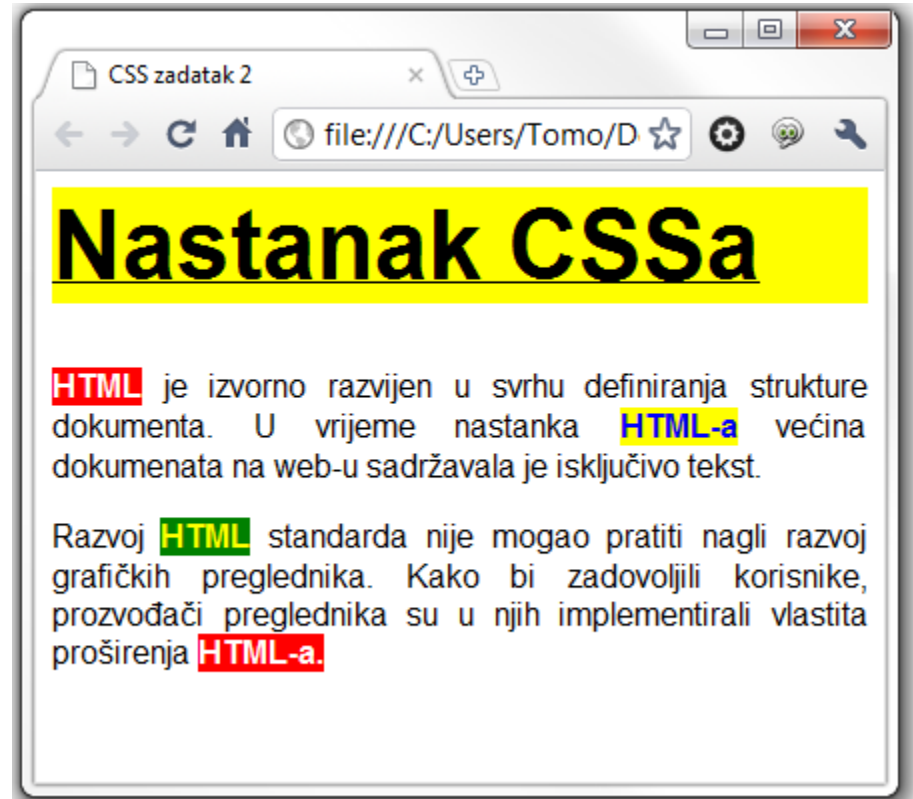 CSS zadatak 2
file:///C:/Users/Tomo/D
Nastanak CSSa
HTML je izvorno razvijen u svrhu definiranja strukture
dokumenta. U vrijeme nastanka HTML-a većina
dokumenata na web-u sadržavala je isključivo tekst.
Razvoj HTML standarda nije mogao pratiti nagli razvoj
grafičkih preglednika. Kako bi zadovoljili korisnike,
prozvođači preglednika su u njih implementirali vlastita
proširenja HTML-a.